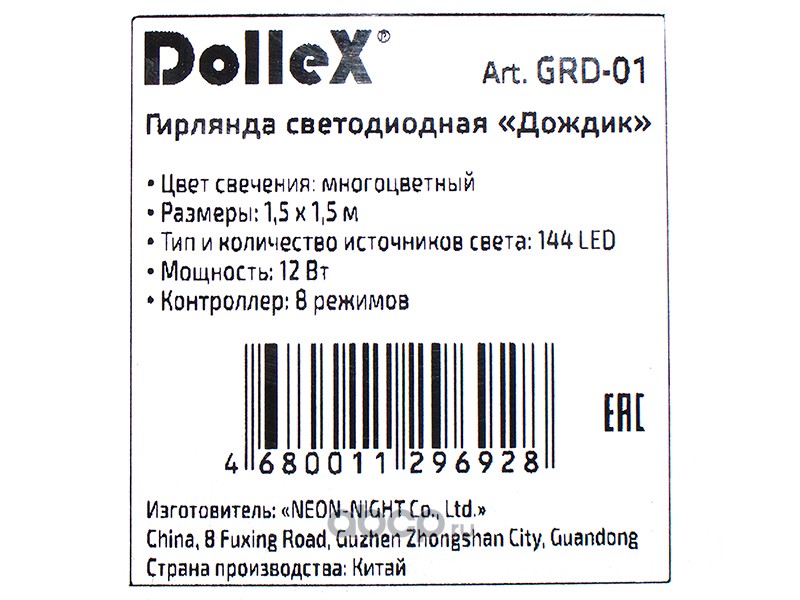 DolleX®
Art. GRD-01
Гирлянда светодиодная «Дождик»
• Цвет свечения: многоцветный
• Размеры: 1,5 х 1,5 м
• Тип и количество источников света: 144 LED
• Мощность: 12 Вт
• Контроллер: 8 режимов
EAC
4 680011 296928
Изготовитель: «NEON-NIGHT Co., Ltd.»
abcp.ru
China, 8 Fuxing Road, Guzhen Zhongshan City, Guandong
Страна производства: Китай